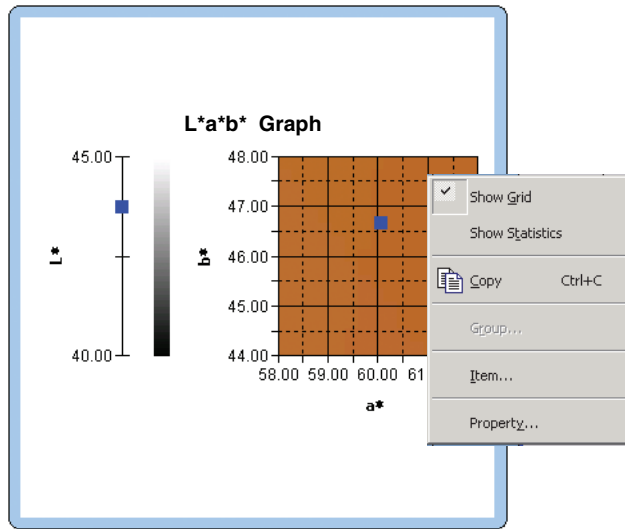 L*a*b* Graph
45.00
40.00
L*
48.00
47.00
46.00
45.00
44.00
b*
58.00 59.00 60.00 61
a*
Show Grid
Show Statistics
Copy Ctrl+C
Group...
Item...
Property...